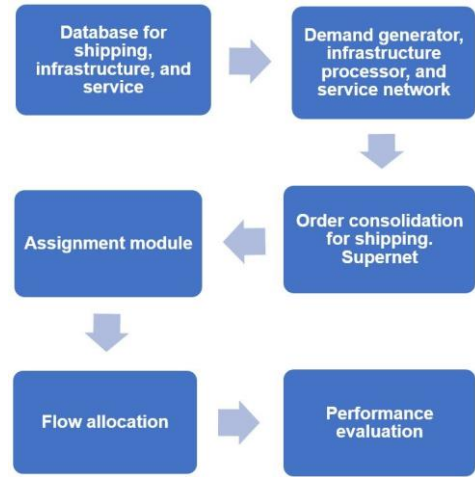 Database for
shipping,
infrastructure, and
service
Demand generator,
infrastructure
processor, and
service network
Order consolidation
for shipping.
Supernet
Assignment module
Flow allocation
Performance
evaluation